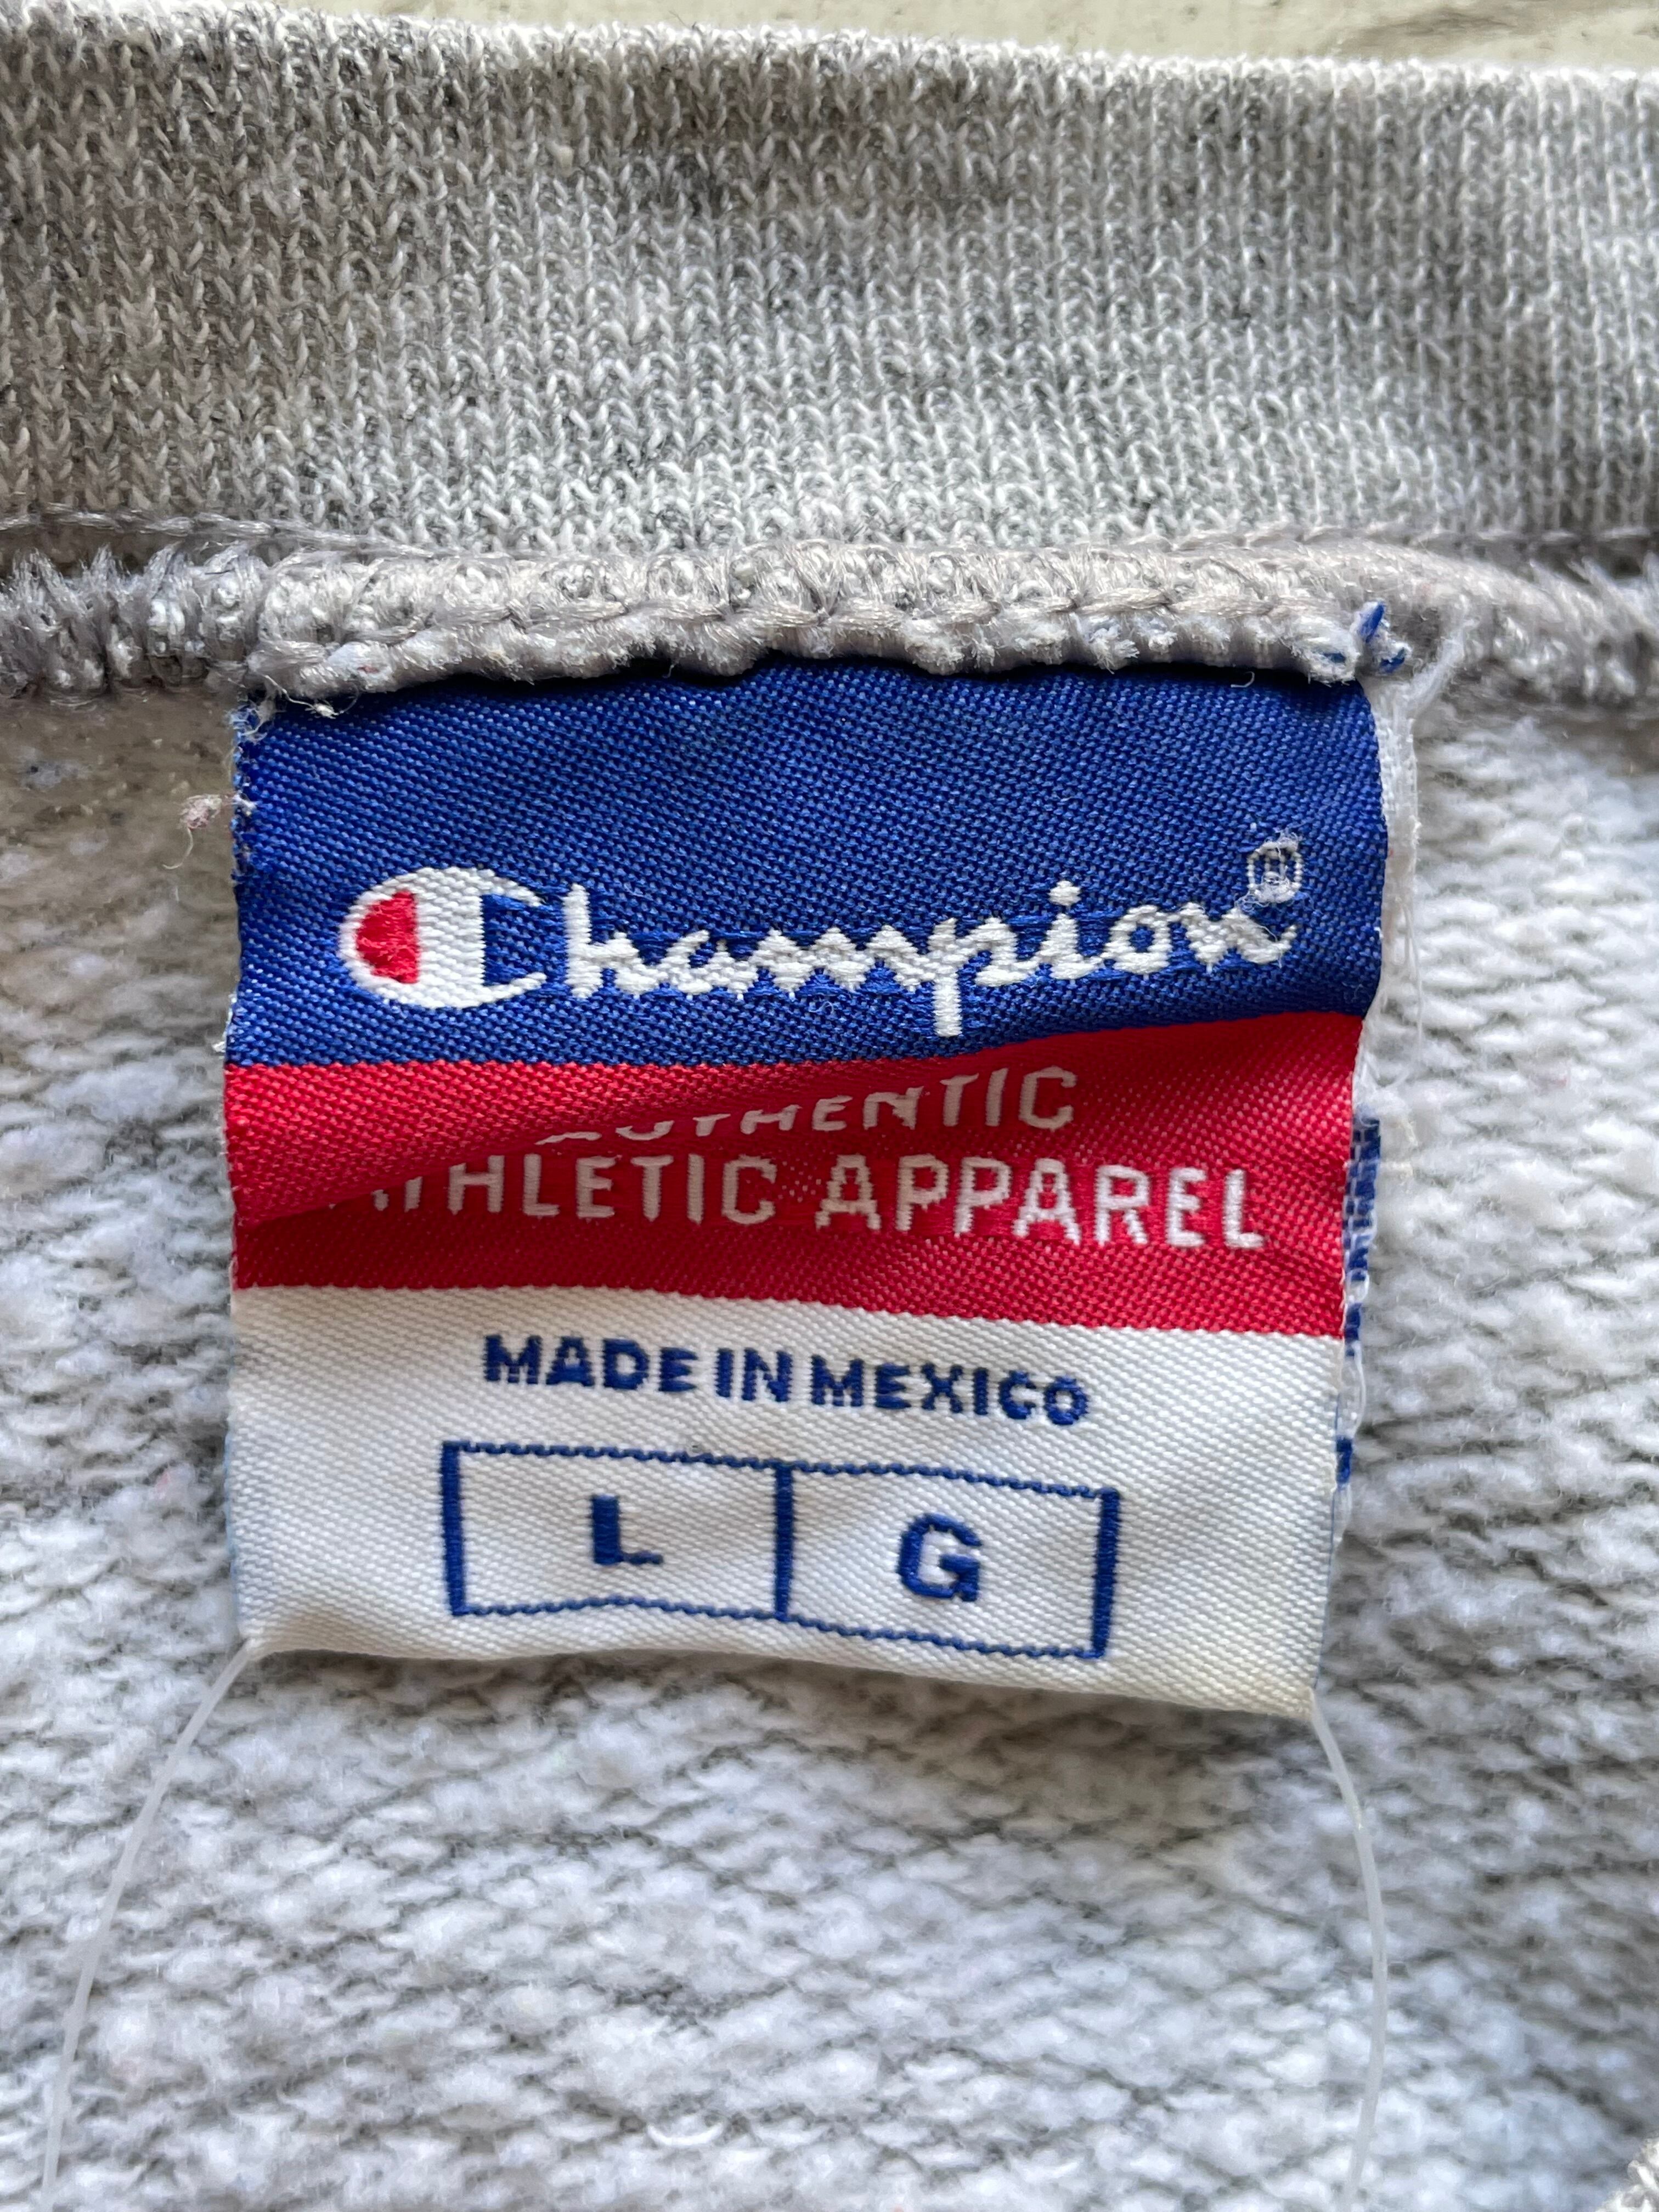 Champion®
AUTHENTIC
ATHLETIC APPAREL
MADE IN MEXICO
L G